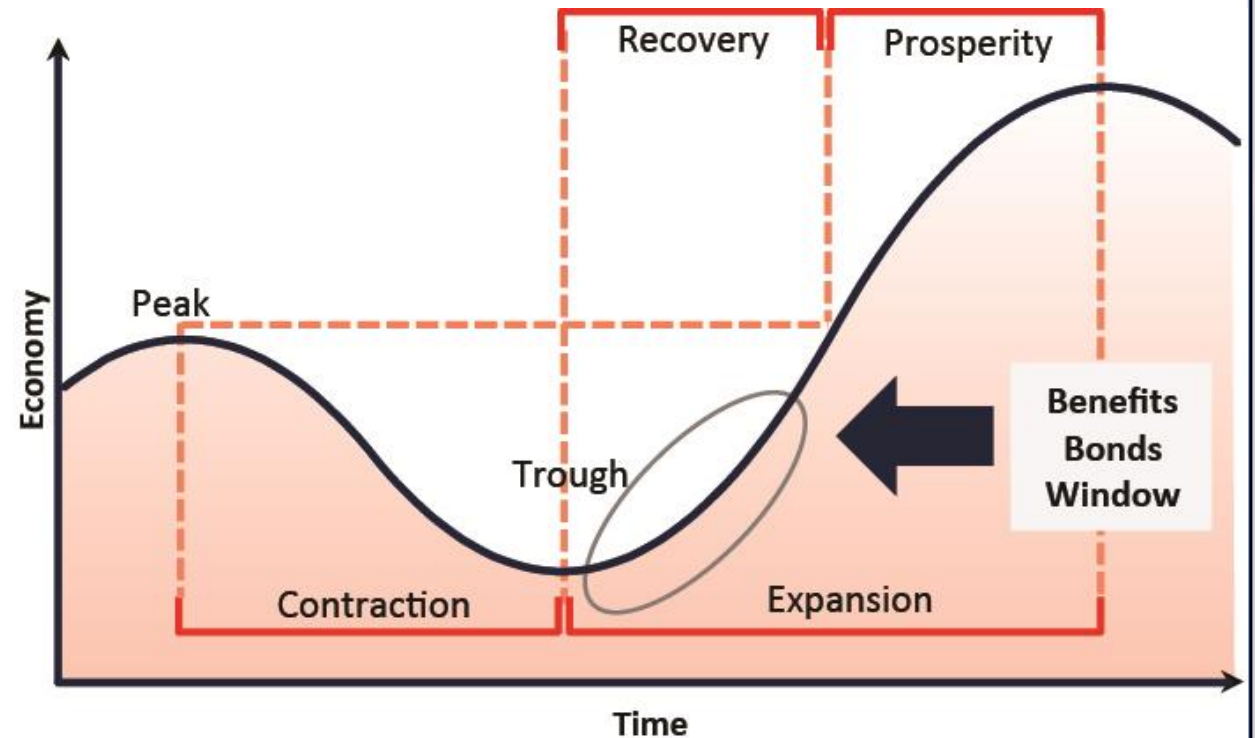 Recovery
Prosperity
Peak
Economy
Trough
Benefits
Bonds
Window
Contraction
Expansion
Time